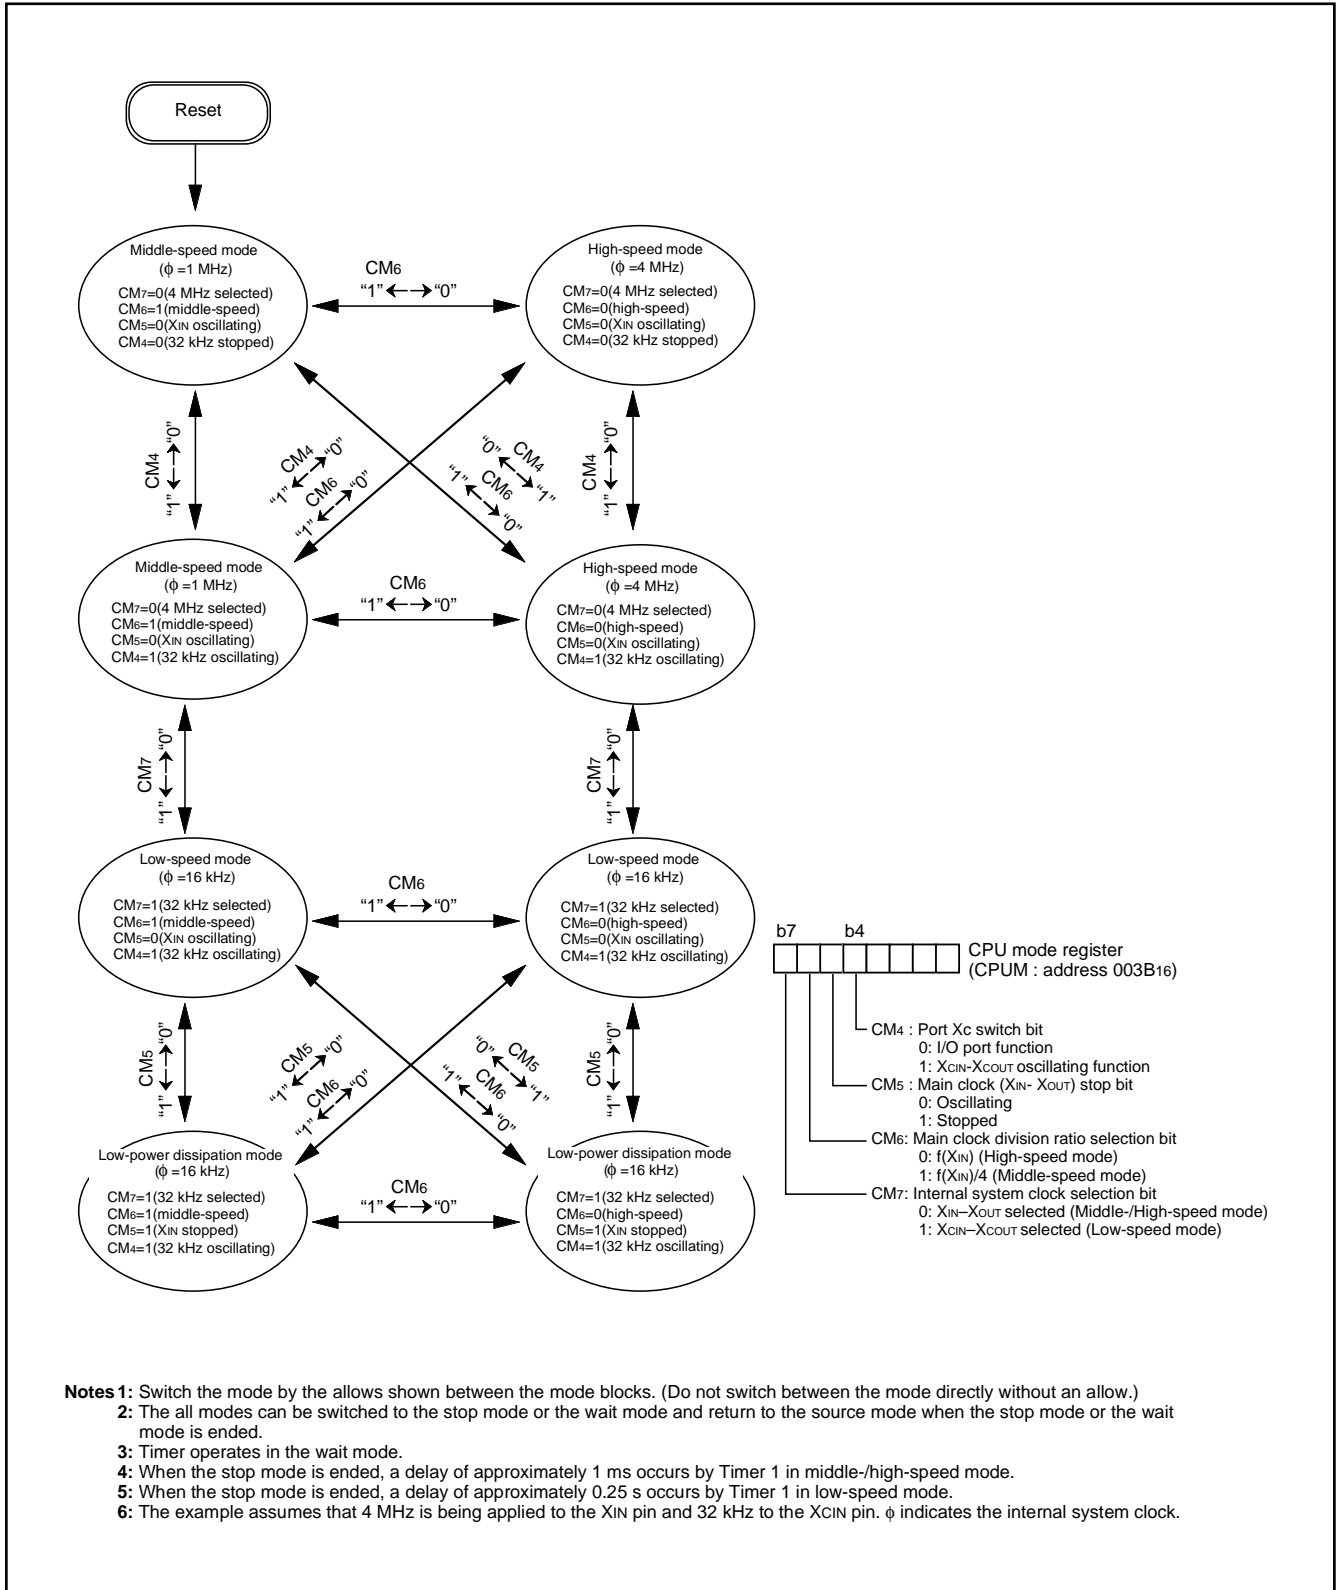 Reset
Middle-speed mode
(ϕ =1 MHz)
CM7=0(4 MHz selected)
CM6=1(middle-speed)
CM5=0(XIN oscillating)
CM4=0(32 kHz stopped)
CM6
“1” ←→ “0”
High-speed mode
(ϕ =4 MHz)
CM7=0(4 MHz selected)
CM6=0(high-speed)
CM5=0(XIN oscillating)
CM4=0(32 kHz stopped)
CM4
“1” ←→ “0”
CM4
“1” ←→ “0”
CM6
“1” ←→ “0”
CM4
“0” ←→ “1”
CM6
“1” ←→ “0”
CM4
“1” ←→ “0”
Middle-speed mode
(ϕ =1 MHz)
CM7=0(4 MHz selected)
CM6=1(middle-speed)
CM5=0(XIN oscillating)
CM4=1(32 kHz oscillating)
CM6
“1” ←→ “0”
High-speed mode
(ϕ =4 MHz)
CM7=0(4 MHz selected)
CM6=0(high-speed)
CM5=0(XIN oscillating)
CM4=1(32 kHz oscillating)
CM7
“1” ←→ “0”
CM7
“1” ←→ “0”
Low-speed mode
(ϕ =16 kHz)
CM7=1(32 kHz selected)
CM6=1(middle-speed)
CM5=0(XIN oscillating)
CM4=1(32 kHz oscillating)
CM6
“1” ←→ “0”
Low-speed mode
(ϕ =16 kHz)
CM7=1(32 kHz selected)
CM6=0(high-speed)
CM5=0(XIN oscillating)
CM4=1(32 kHz oscillating)
CM5
“1” ←→ “0”
CM5
“1” ←→ “0”
CM6
“1” ←→ “0”
CM5
“0” ←→ “1”
CM6
“1” ←→ “0”
CM5
“1” ←→ “0”
Low-power dissipation mode
(ϕ =16 kHz)
CM7=1(32 kHz selected)
CM6=1(middle-speed)
CM5=1(XIN stopped)
CM4=1(32 kHz oscillating)
CM6
“1” ←→ “0”
Low-power dissipation mode
(ϕ =16 kHz)
CM7=1(32 kHz selected)
CM6=0(high-speed)
CM5=1(XIN stopped)
CM4=1(32 kHz oscillating)
b7 b4
CPU mode register
(CPUM : address 003B16)
CM4 : Port Xc switch bit
0: I/O port function
1: XCIN-XCOUT oscillating function
CM5 : Main clock (XIN- XOUT) stop bit
0: Oscillating
1: Stopped
CM6: Main clock division ratio selection bit
0: f(XIN) (High-speed mode)
1: f(XIN)/4 (Middle-speed mode)
CM7: Internal system clock selection bit
0: XIN–XOUT selected (Middle-/High-speed mode)
1: XCIN–XCOUT selected (Low-speed mode)
Notes 1: Switch the mode by the allows shown between the mode blocks. (Do not switch between the mode directly without an allow.)
2: The all modes can be switched to the stop mode or the wait mode and return to the source mode when the stop mode or the wait
mode is ended.
3: Timer operates in the wait mode.
4: When the stop mode is ended, a delay of approximately 1 ms occurs by Timer 1 in middle-/high-speed mode.
5: When the stop mode is ended, a delay of approximately 0.25 s occurs by Timer 1 in low-speed mode.
6: The example assumes that 4 MHz is being applied to the XIN pin and 32 kHz to the XCIN pin. ϕ indicates the internal system clock.